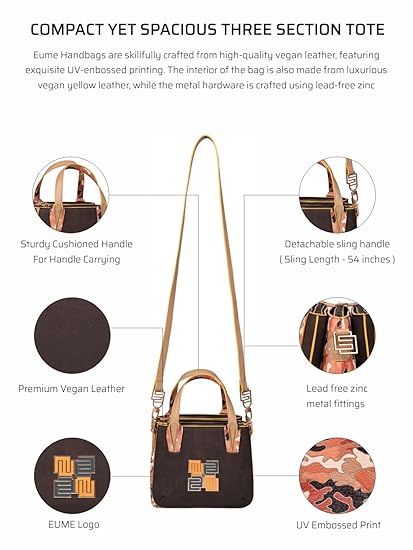 COMPACT YET SPACIOUS THREE SECTION TOTE
Eume Handbags are skillfully crafted from high-quality vegan leather, featuring
exquisite UV-enbossed printing. The interior of the bag is also made from luxurious
vegan yellow leather, while the metal hardware is crafted using lead-free zinc
Sturdy Cushioned Handle
For Handle Carrying
Detachable sling handle
( Sling Length - 54 inches )
Premium Vegan Leather
Lead free zinc
metal fittings
EUME Logo
UV Embossed Print